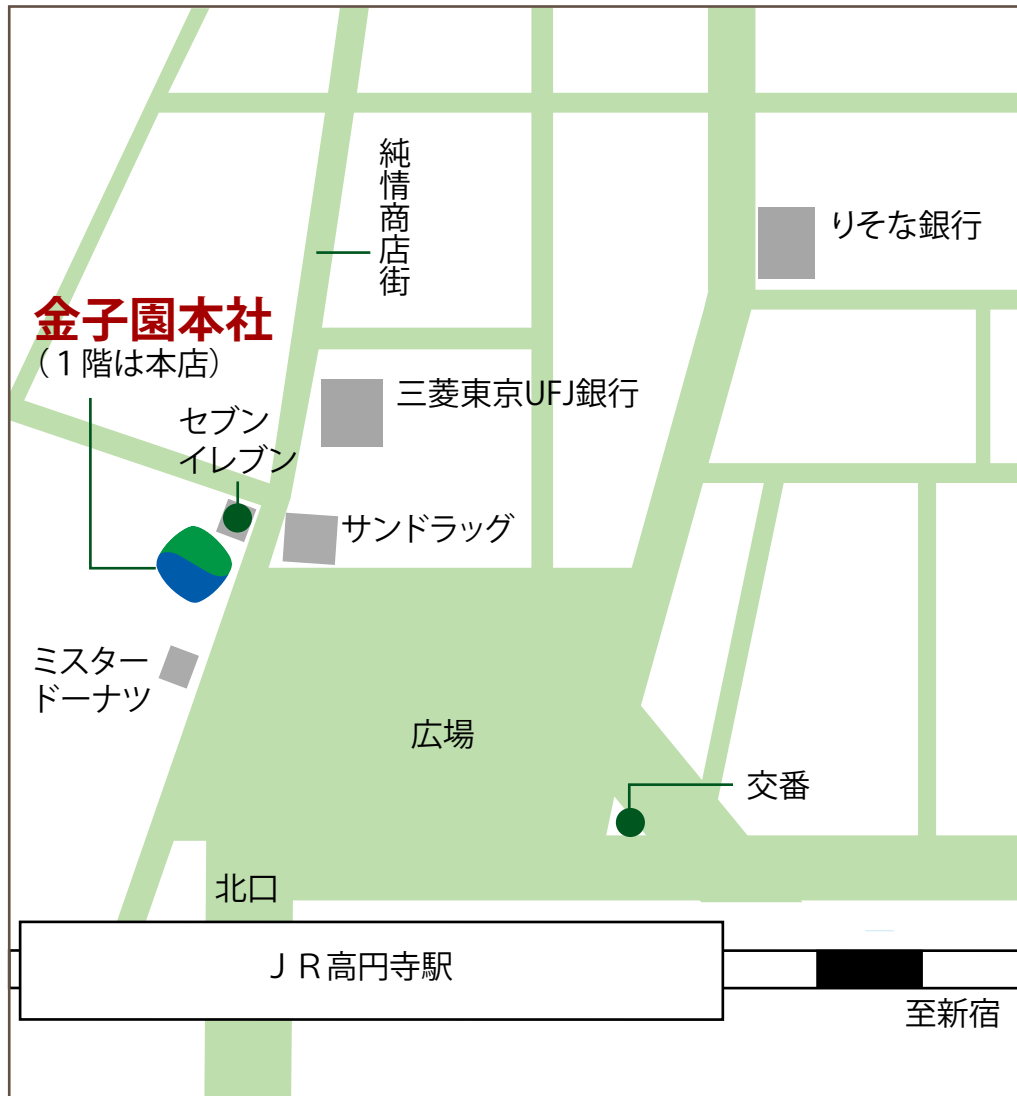 純情商店街
りそな銀行
金子園本社
（１階は本店）
三菱東京UFJ銀行
セブン
イレブン
サンドラッグ
ミスター
ドーナツ
広場
交番
北口
ＪＲ高円寺駅
至新宿